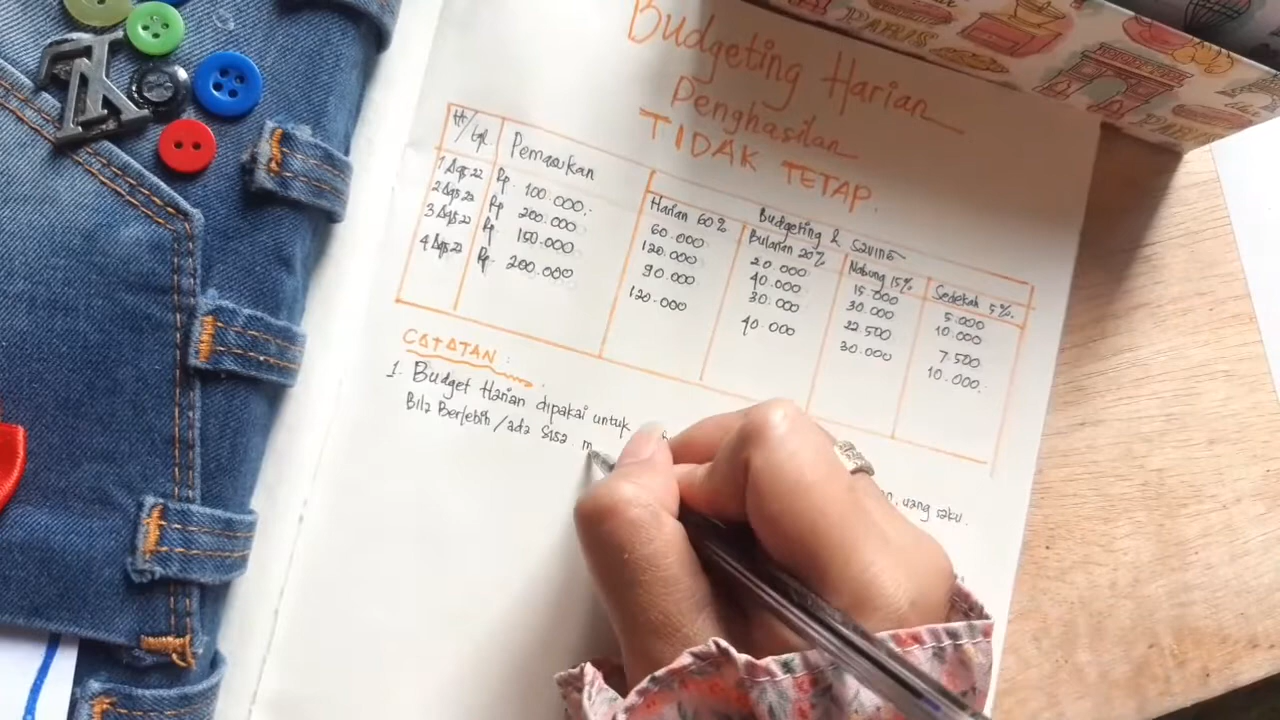 Budgeting Harian
Penghasilan
TIDAK TETAP.
Hr/tgl Pemasukan Budgeting & Saving
Harian 60% Bulanan 20% Nabung 15% Sedekah 5%.
1 Ags 22 Rp. 100.000,- 60.000 20.000 15.000 5.000
2 Ags 22 Rp 200.000 120.000 40.000 30.000 10.000
3 Ags 22 Rp. 150.000 90.000 30.000 22.500 7.500
4 Ags 22 Rp. 200.000 120.000 40.000 30.000 10.000.
CATATAN :
1. Budget Harian dipakai untuk uang saku.
Bila Berlebih/ada sisa m
PARIS
PARIS